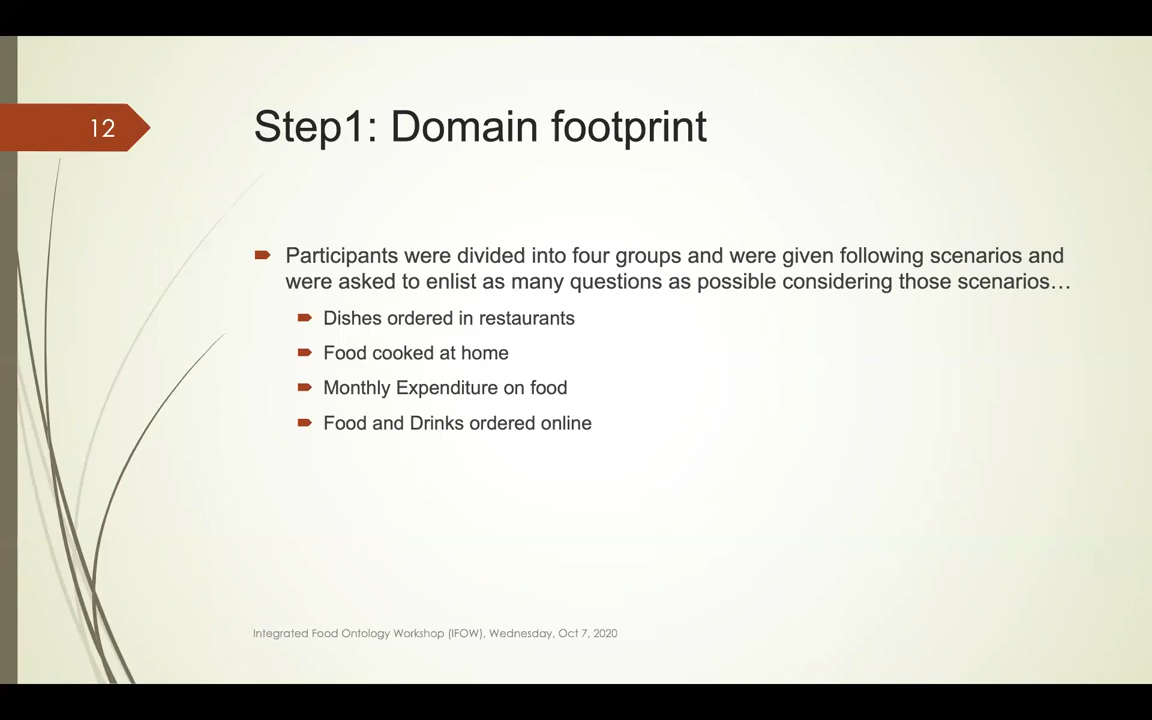 12
Step1: Domain footprint
Participants were divided into four groups and were given following scenarios and
were asked to enlist as many questions as possible considering those scenarios…
Dishes ordered in restaurants
Food cooked at home
Monthly Expenditure on food
Food and Drinks ordered online
Integrated Food Ontology Workshop (IFOW), Wednesday, Oct 7, 2020